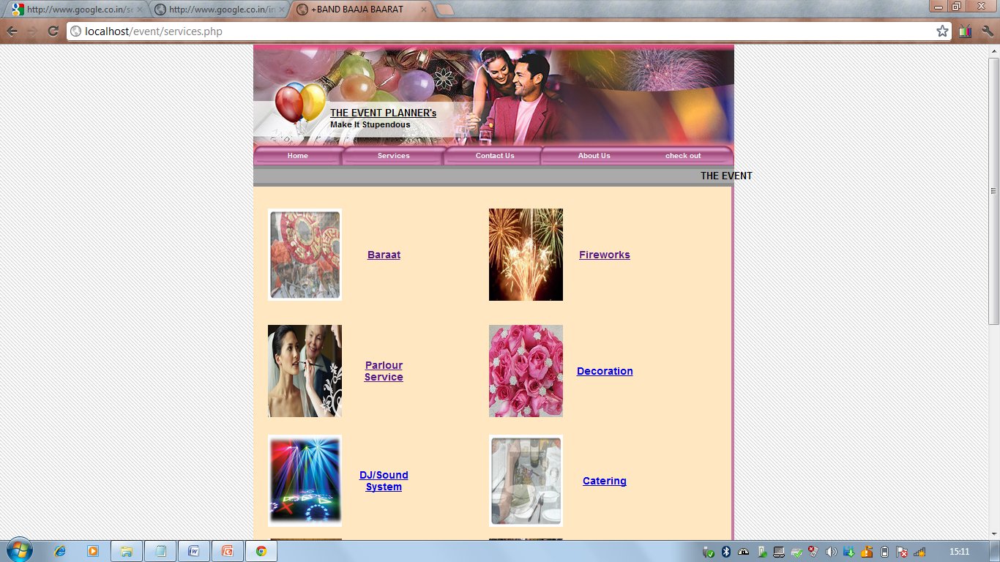 http://www.google.co.in/se
http://www.google.co.in/in
+BAND BAAJA BAARAT
localhost/event/services.php
THE EVENT PLANNER's
Make It Stupendous
Home
Services
Contact Us
About Us
check out
THE EVENT
Baraat
Fireworks
Parlour
Service
Decoration
DJ/Sound
System
Catering
15:11